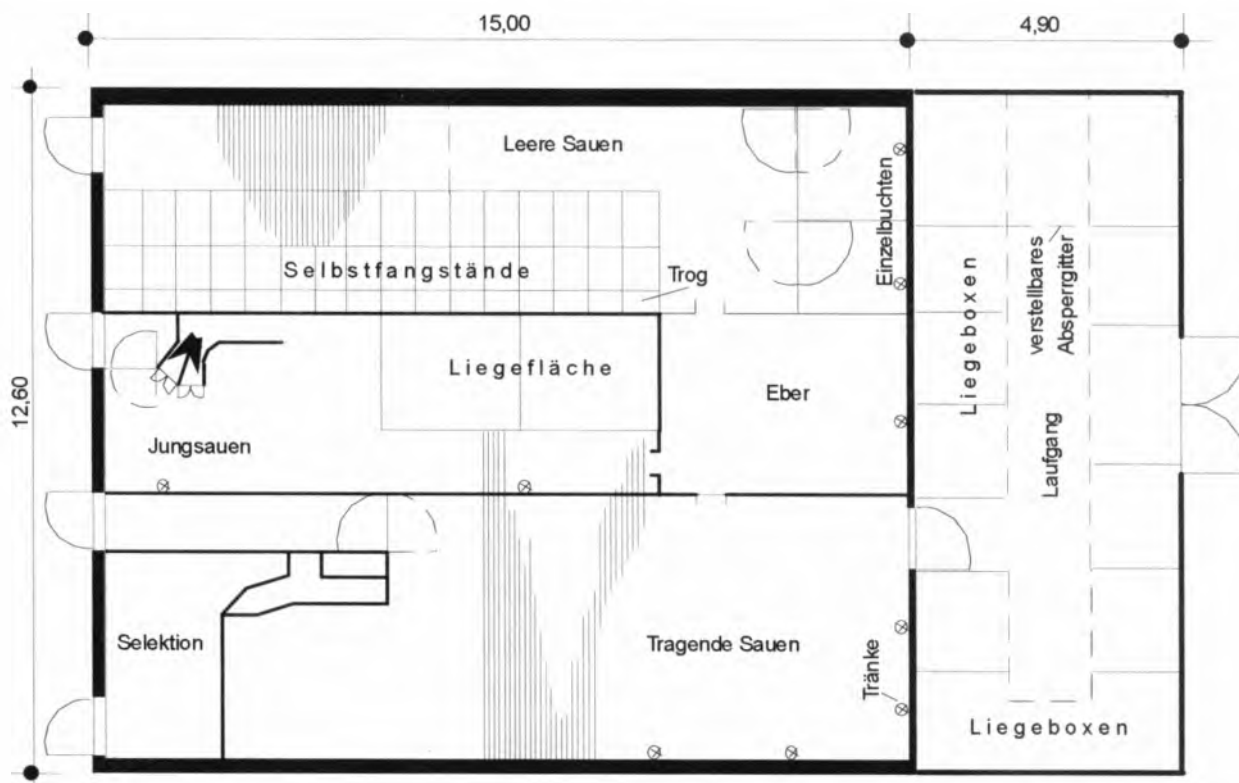 15,00
4,90
12,60
Leere Sauen
Einzelbuchten
Selbstfangstände
Trog
Liegeboxen
verstellbares
Absperrgitter
Liegefläche
Eber
Jungsauen
Laufgang
Selektion
Tragende Sauen
Tränke
Liegeboxen